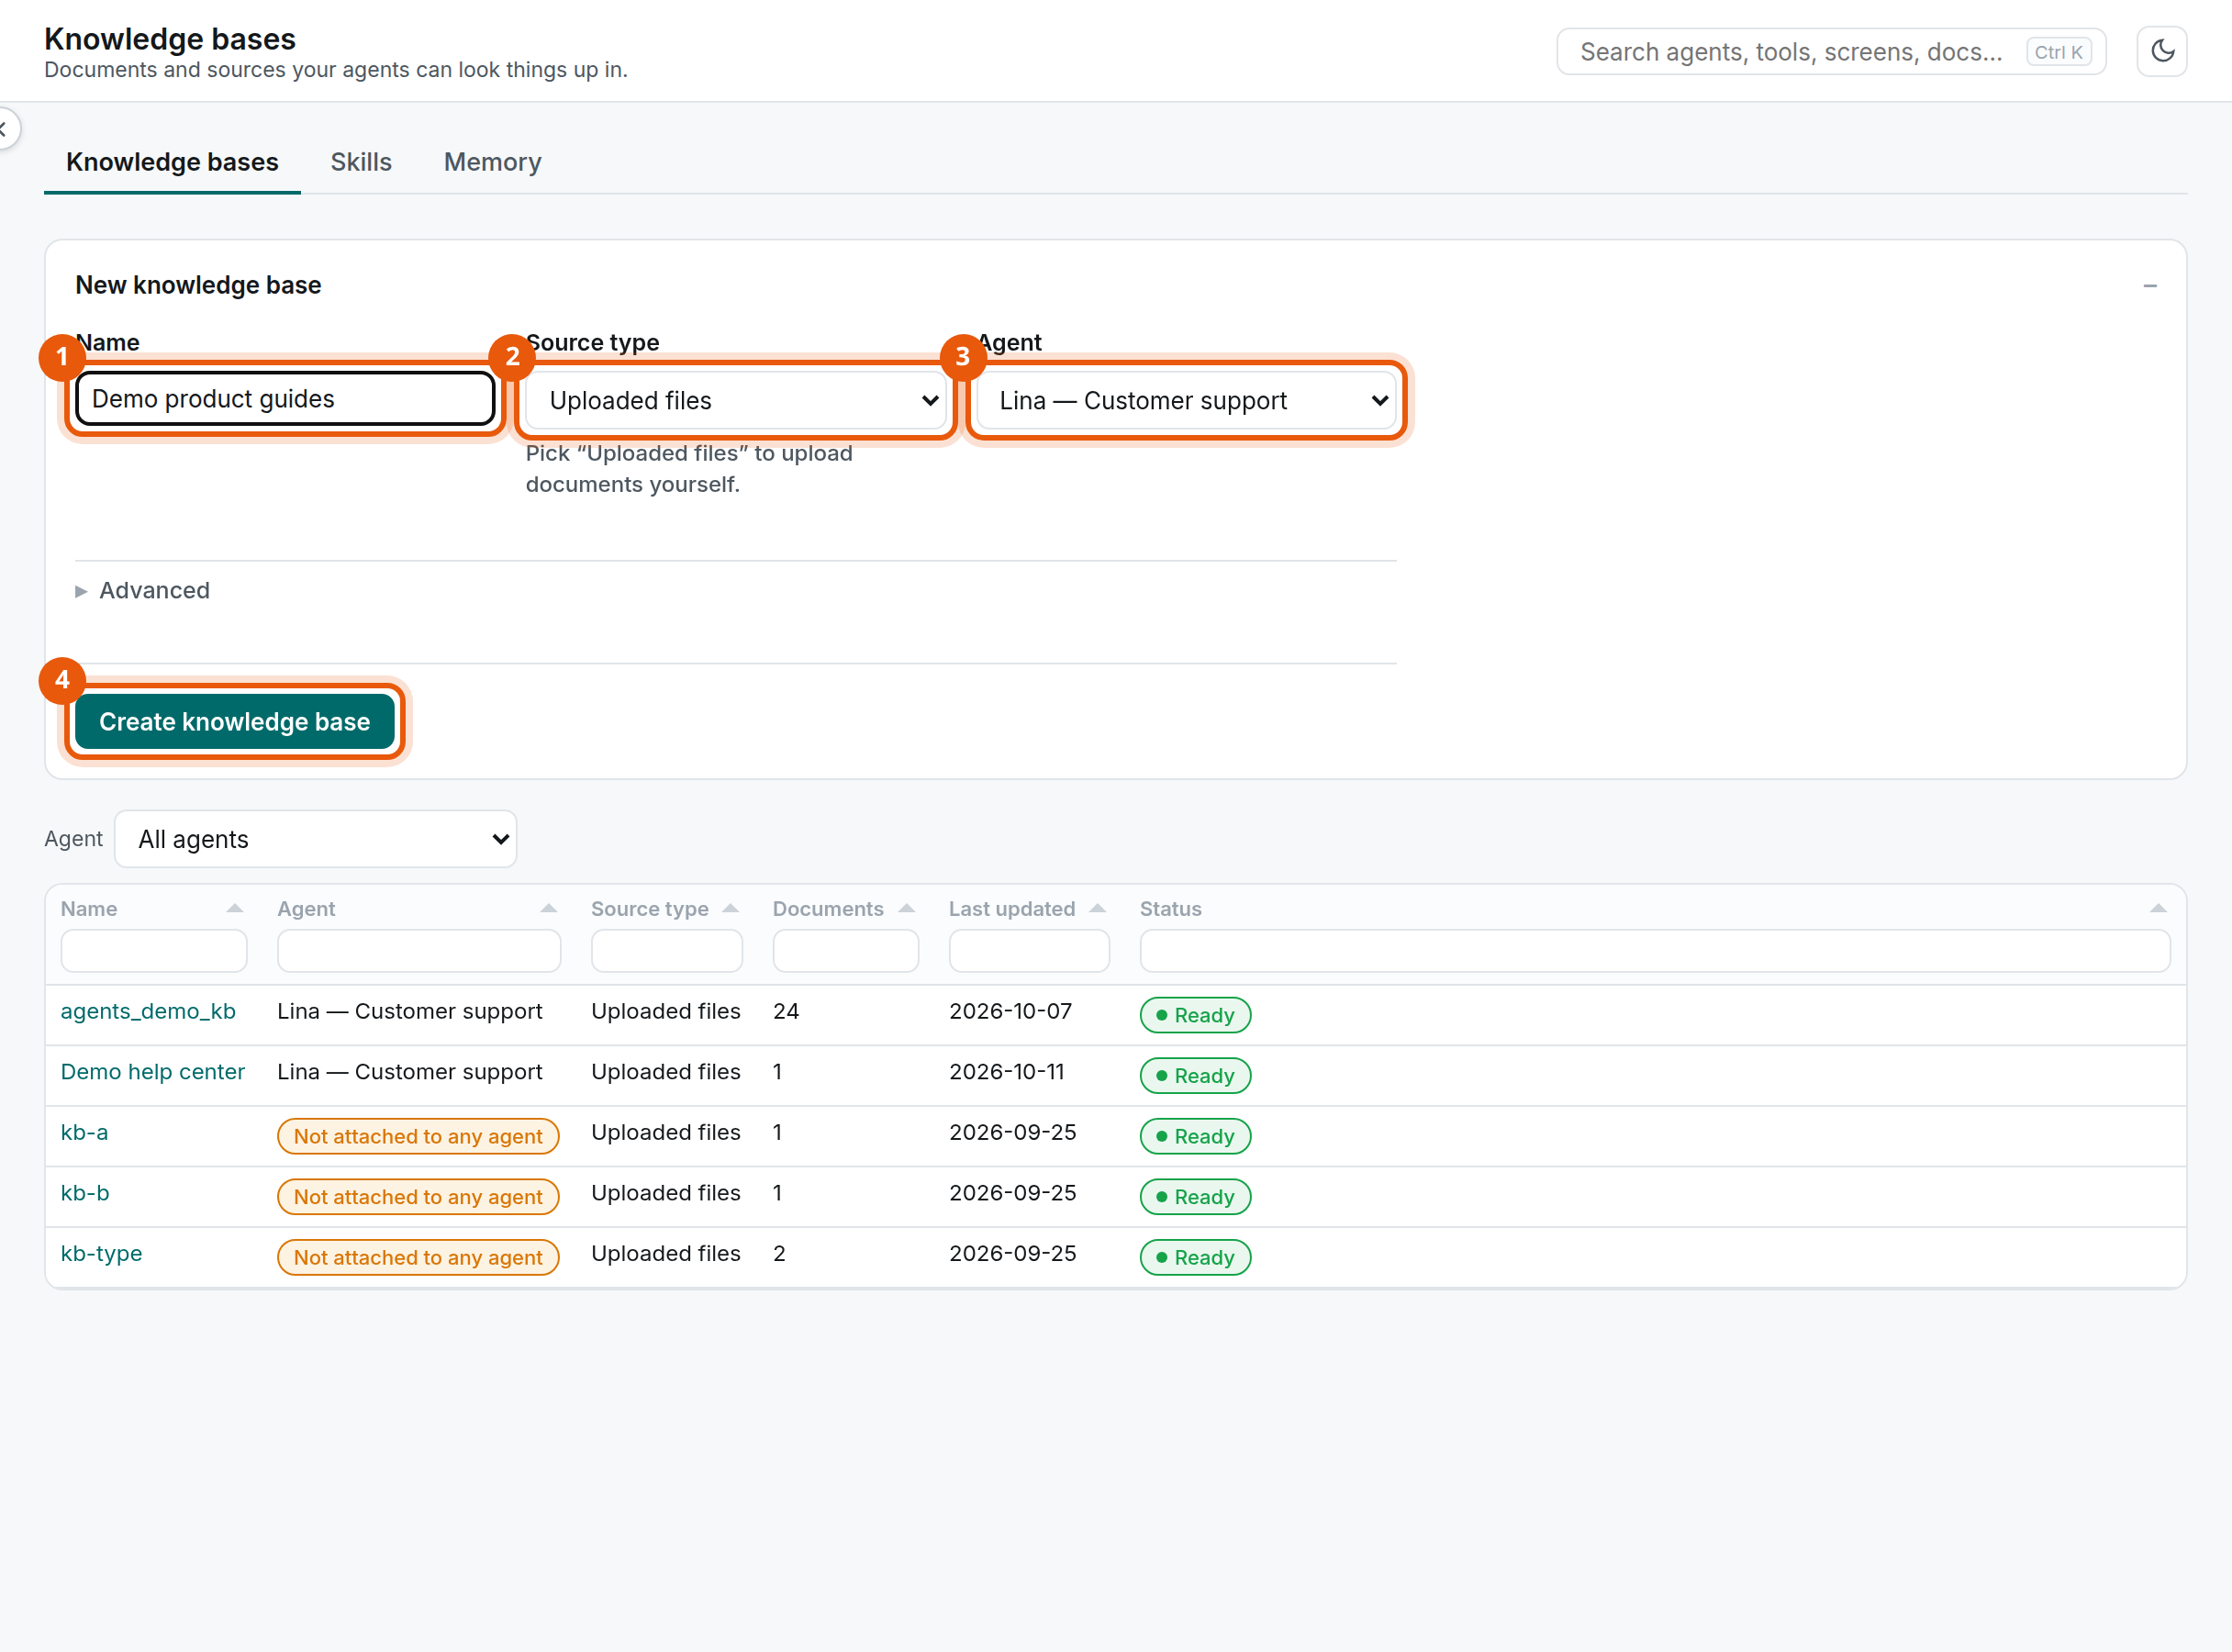 Knowledge bases
Documents and sources your agents can look things up in.
Search agents, tools, screens, docs... Ctrl K
Knowledge bases Skills Memory
New knowledge base
1 Name 2 Source type 3 Agent
Demo product guides Uploaded files Lina — Customer support
Pick “Uploaded files” to upload
documents yourself.
Advanced
4
Create knowledge base
Agent All agents
Name Agent Source type Documents Last updated Status
agents_demo_kb Lina — Customer support Uploaded files 24 2026-10-07 Ready
Demo help center Lina — Customer support Uploaded files 1 2026-10-11 Ready
kb-a Not attached to any agent Uploaded files 1 2026-09-25 Ready
kb-b Not attached to any agent Uploaded files 1 2026-09-25 Ready
kb-type Not attached to any agent Uploaded files 2 2026-09-25 Ready